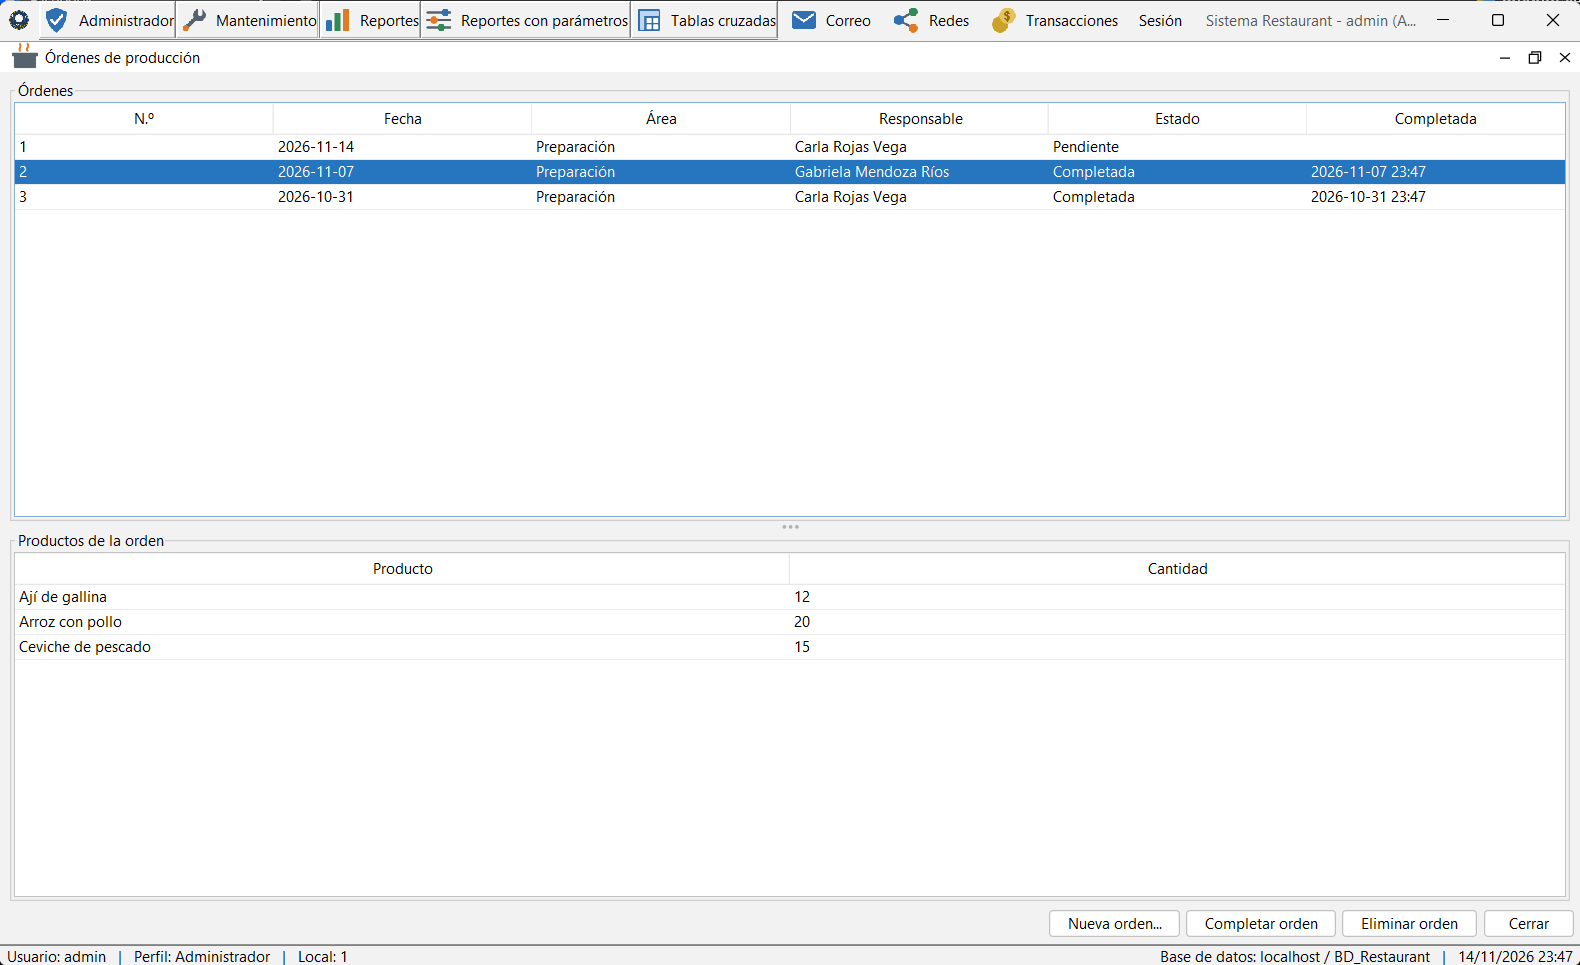 Administrador Mantenimiento Reportes Reportes con parámetros Tablas cruzadas Correo Redes Transacciones Sesión Sistema Restaurant - admin (A...
Órdenes de producción
Órdenes
N.º Fecha Área Responsable Estado Completada
1 2026-11-14 Preparación Carla Rojas Vega Pendiente
2 2026-11-07 Preparación Gabriela Mendoza Ríos Completada 2026-11-07 23:47
3 2026-10-31 Preparación Carla Rojas Vega Completada 2026-10-31 23:47
Productos de la orden
Producto Cantidad
Ají de gallina 12
Arroz con pollo 20
Ceviche de pescado 15
Nueva orden... Completar orden Eliminar orden Cerrar
Usuario: admin | Perfil: Administrador | Local: 1 Base de datos: localhost / BD_Restaurant | 14/11/2026 23:47